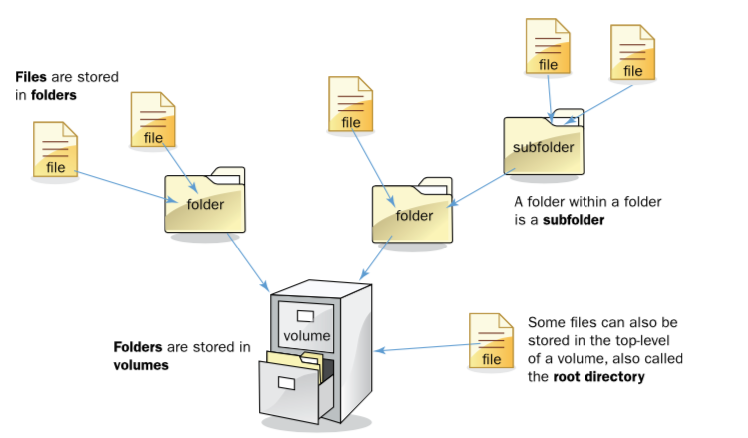 file
file
Files are stored
in folders
file
file
file
subfolder
folder
folder
A folder within a folder
is a subfolder
volume
Folders are stored in
volumes
file
Some files can also be
stored in the top-level
of a volume, also called
the root directory